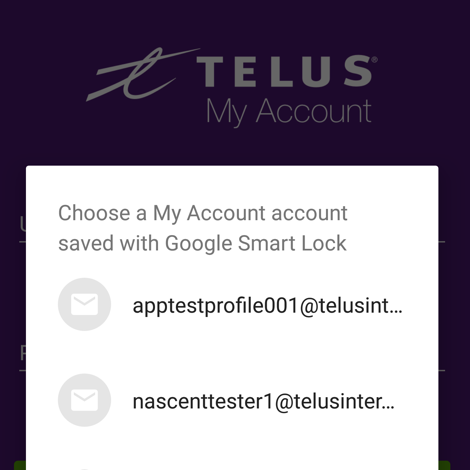 TELUS®
My Account
Choose a My Account account
saved with Google Smart Lock
apptestprofile001@telusint...
nascenttester1@telusinter...